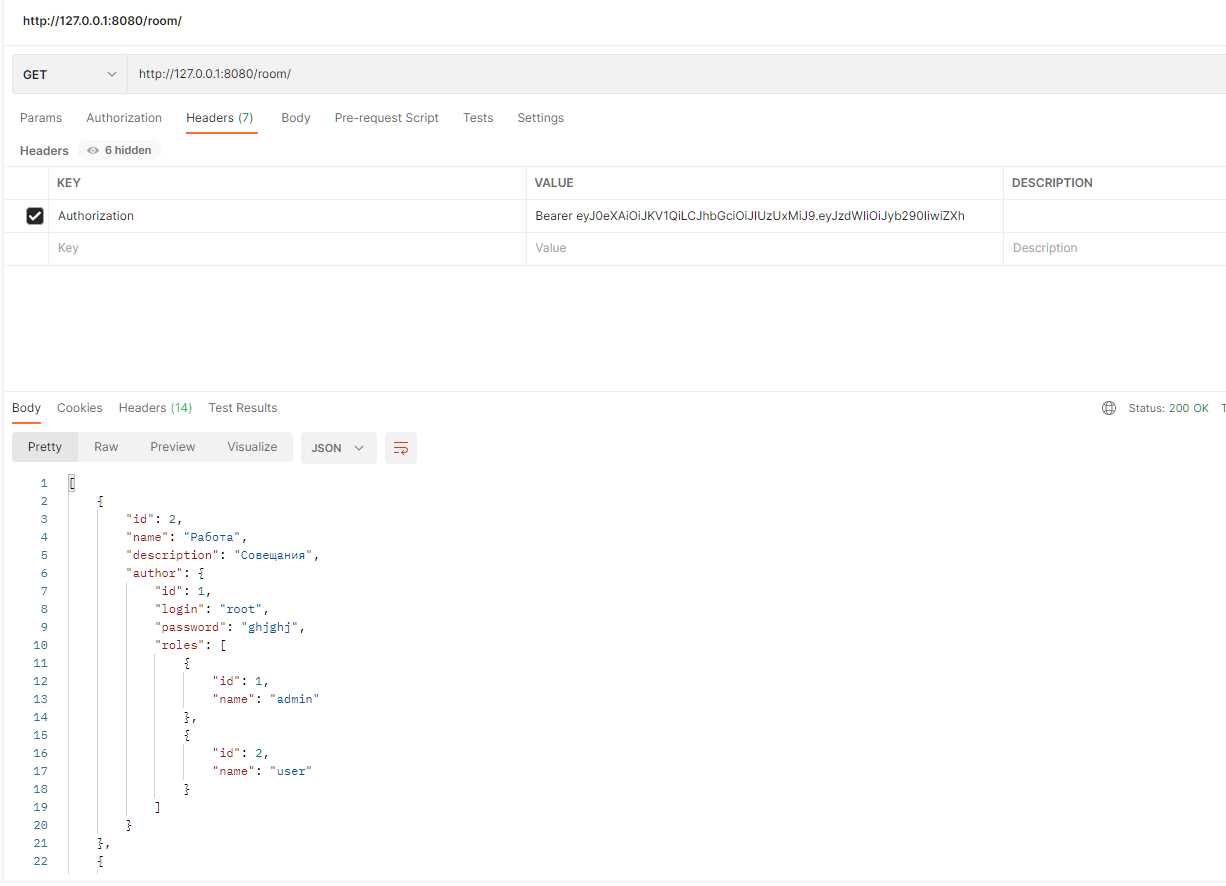 http://127.0.0.1:8080/room/
GET http://127.0.0.1:8080/room/
Params Authorization Headers (7) Body Pre-request Script Tests Settings
Headers 6 hidden
KEY VALUE DESCRIPTION
Authorization Bearer eyJ0eXAiOiJKV1QiLCJhbGciOiJIUzUxMiJ9.eyJzdWIiOiJyb290IiwiZXh
Key Value Description
Body Cookies Headers (14) Test Results Status: 200 OK T
Pretty Raw Preview Visualize JSON
1 [
2 {
3 "id": 2,
4 "name": "Работа",
5 "description": "Совещания",
6 "author": {
7 "id": 1,
8 "login": "root",
9 "password": "ghjghj",
10 "roles": [
11 {
12 "id": 1,
13 "name": "admin"
14 },
15 {
16 "id": 2,
17 "name": "user"
18 }
19 ]
20 }
21 },
22 {